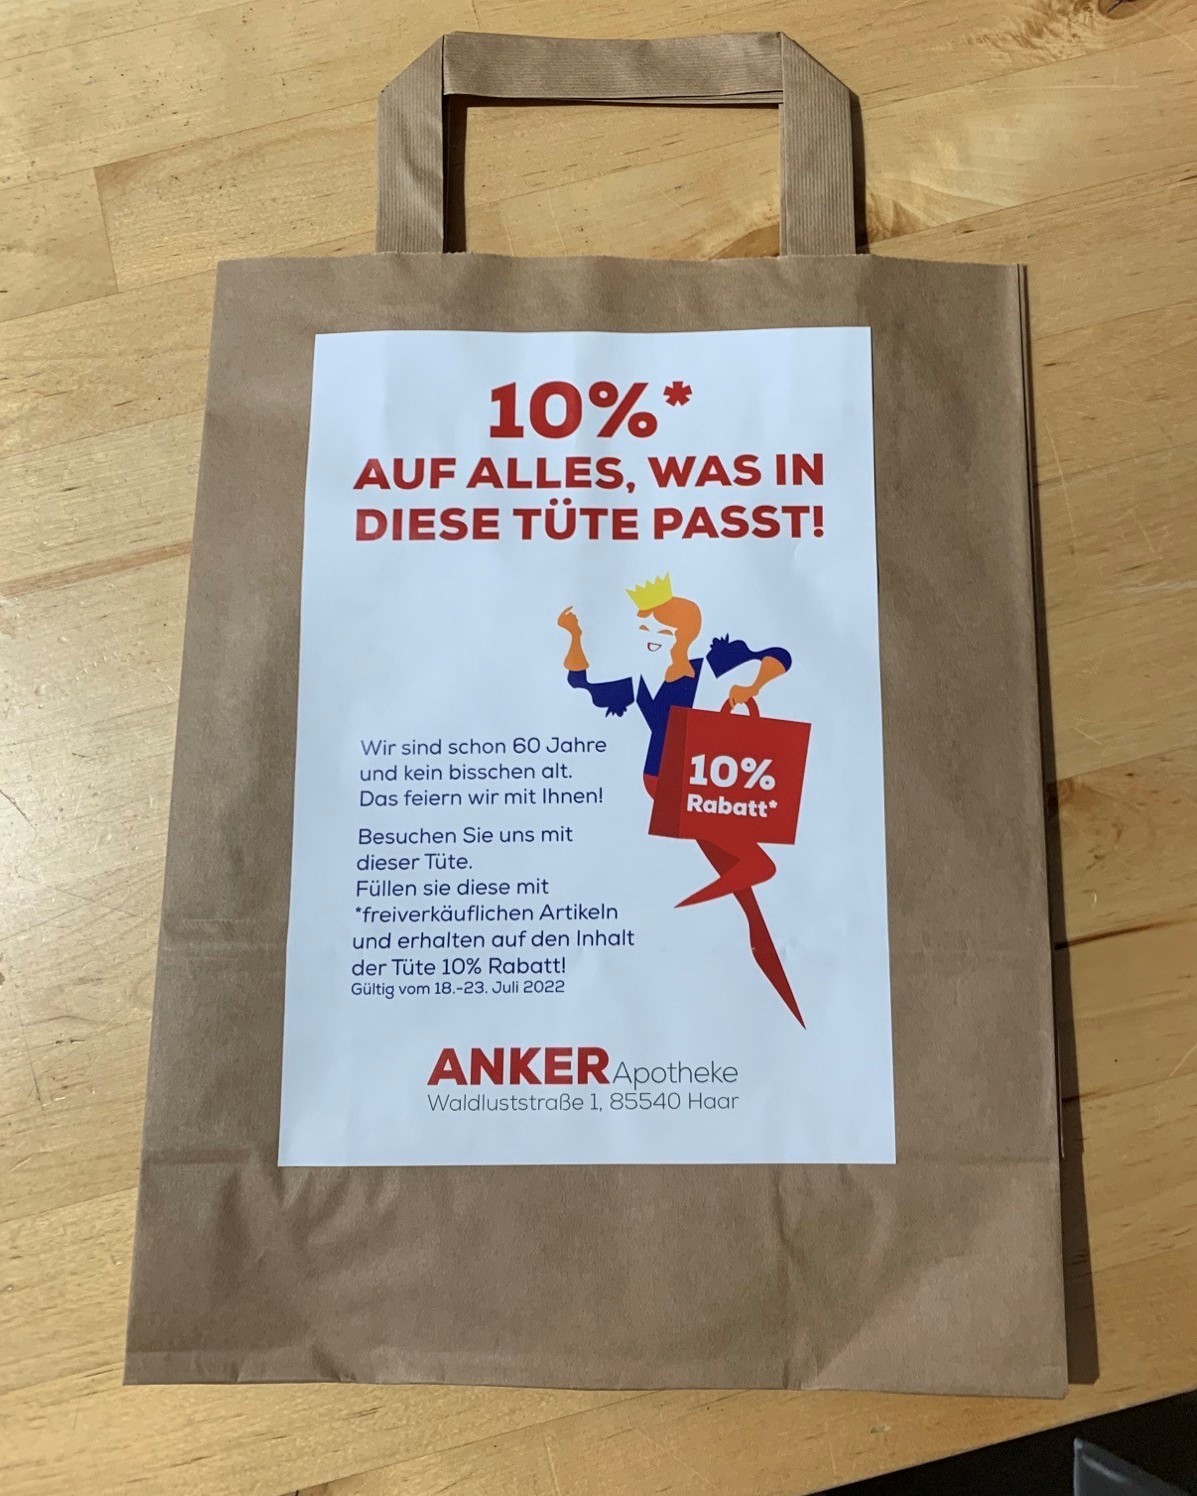 10%*
AUF ALLES, WAS IN
DIESE TÜTE PASST!
10%
Rabatt*
Wir sind schon 60 Jahre
und kein bisschen alt.
Das feiern wir mit Ihnen!
Besuchen Sie uns mit
dieser Tüte.
Füllen sie diese mit
*freiverkäuflichen Artikeln
und erhalten auf den Inhalt
der Tüte 10% Rabatt!
Gültig vom 18.-23. Juli 2022
ANKER Apotheke
Waldluststraße 1, 85540 Haar